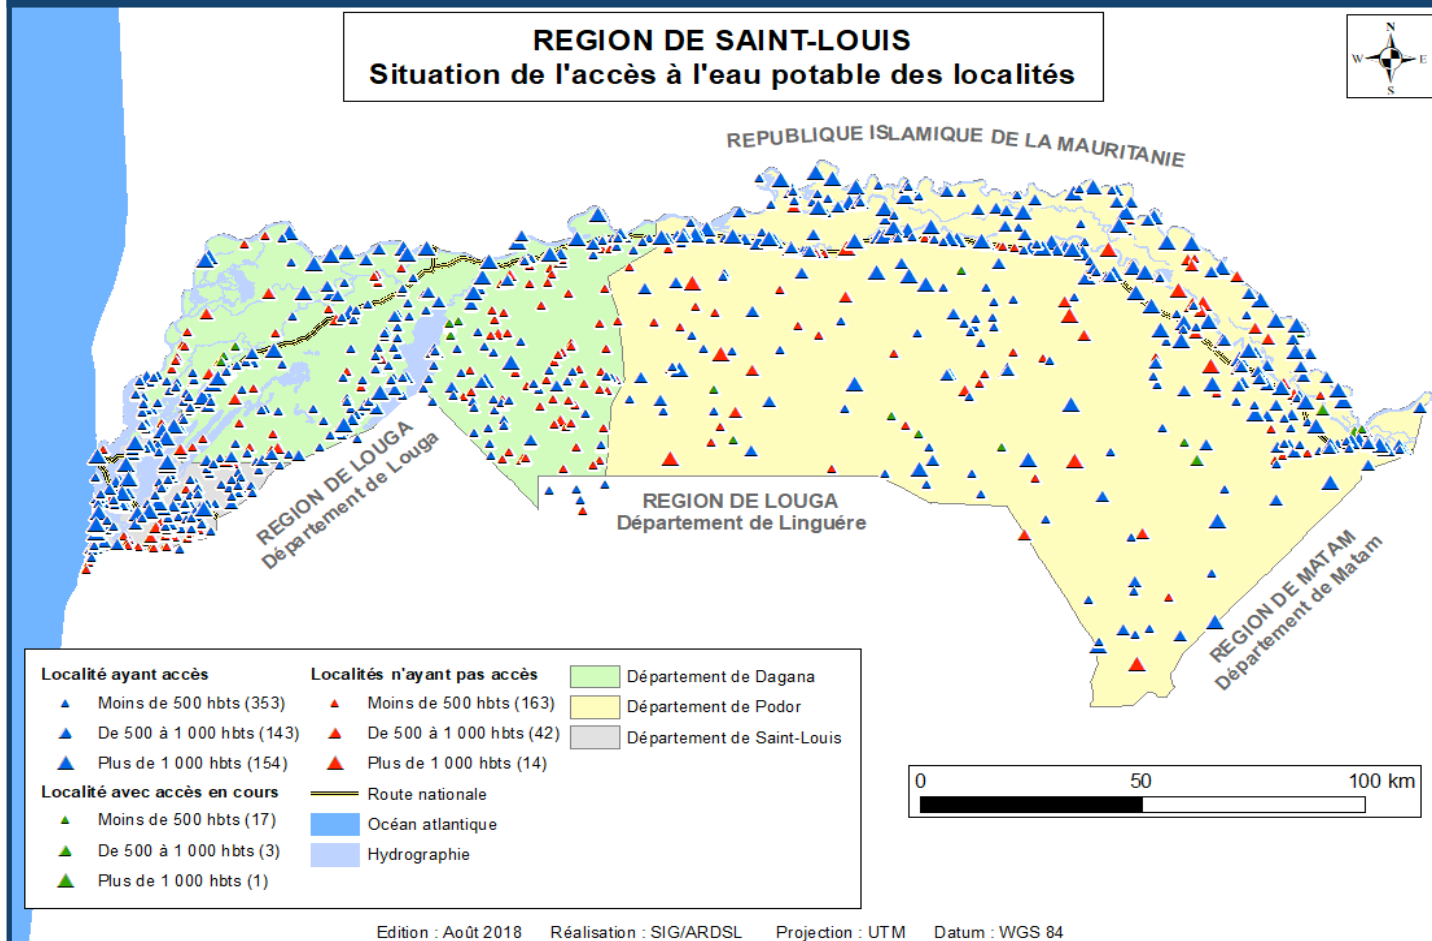 REGION DE SAINT-LOUIS
Situation de l'accès à l'eau potable des localités
N
W E
S
REPUBLIQUE ISLAMIQUE DE LA MAURITANIE
REGION DE LOUGA
Département de Louga
REGION DE LOUGA
Département de Linguére
REGION DE MATAM
Département de Matam
Localité ayant accès
Moins de 500 hbts (353)
De 500 à 1 000 hbts (143)
Plus de 1 000 hbts (154)
Localité avec accès en cours
Moins de 500 hbts (17)
De 500 à 1 000 hbts (3)
Plus de 1 000 hbts (1)
Localités n'ayant pas accès
Moins de 500 hbts (163)
De 500 à 1 000 hbts (42)
Plus de 1 000 hbts (14)
Route nationale
Océan atlantique
Hydrographie
Département de Dagana
Département de Podor
Département de Saint-Louis
0 50 100 km
Edition : Août 2018 Réalisation : SIG/ARDSL Projection : UTM Datum : WGS 84